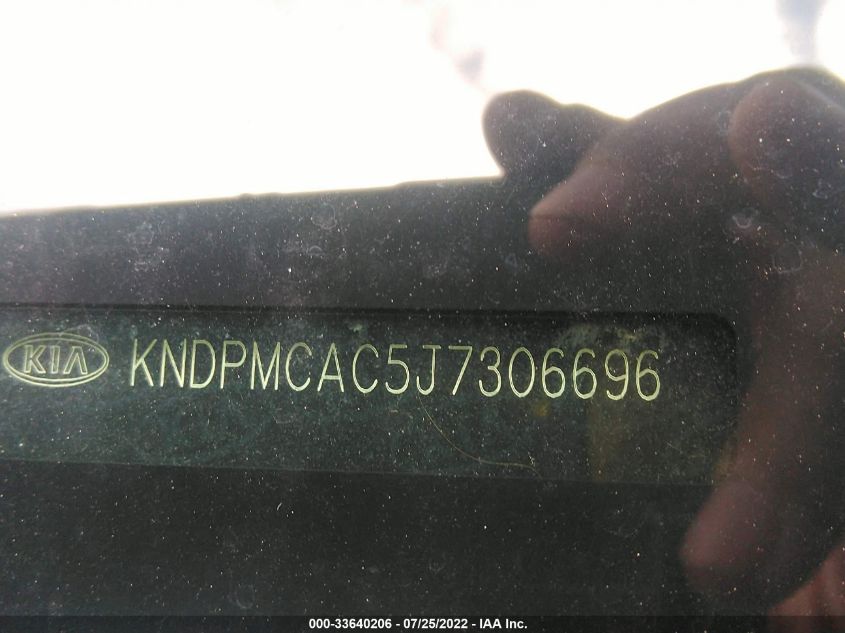 KIA KNDPMCAC5J7306696
000-33640206 - 07/25/2022 - IAA Inc.